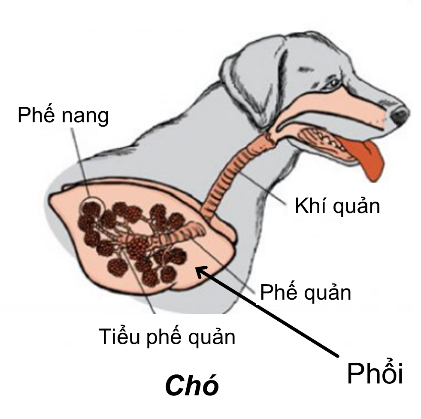 Phế nang
Khí quản
Phế quản
Tiểu phế quản
Phổi
Chó